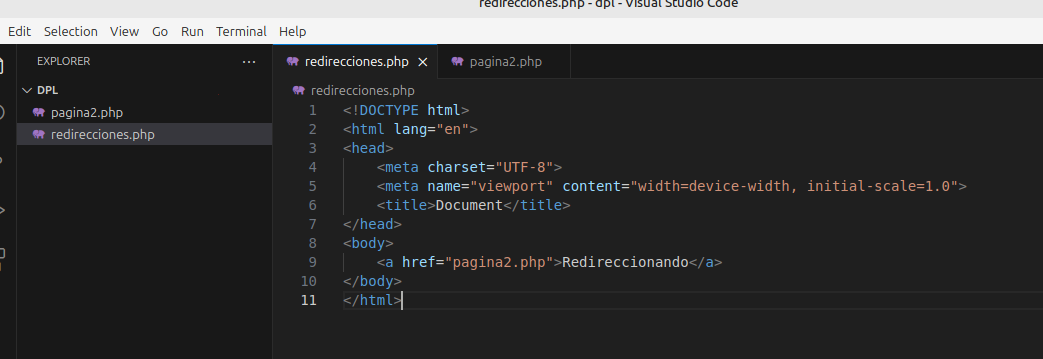 redirecciones.php - dpl - Visual Studio Code
Edit Selection View Go Run Terminal Help
EXPLORER ...
redirecciones.php × pagina2.php
DPL
pagina2.php
redirecciones.php
redirecciones.php
1 <!DOCTYPE html>
2 <html lang="en">
3 <head>
4 <meta charset="UTF-8">
5 <meta name="viewport" content="width=device-width, initial-scale=1.0">
6 <title>Document</title>
7 </head>
8 <body>
9 <a href="pagina2.php">Redireccionando</a>
10 </body>
11 </html>